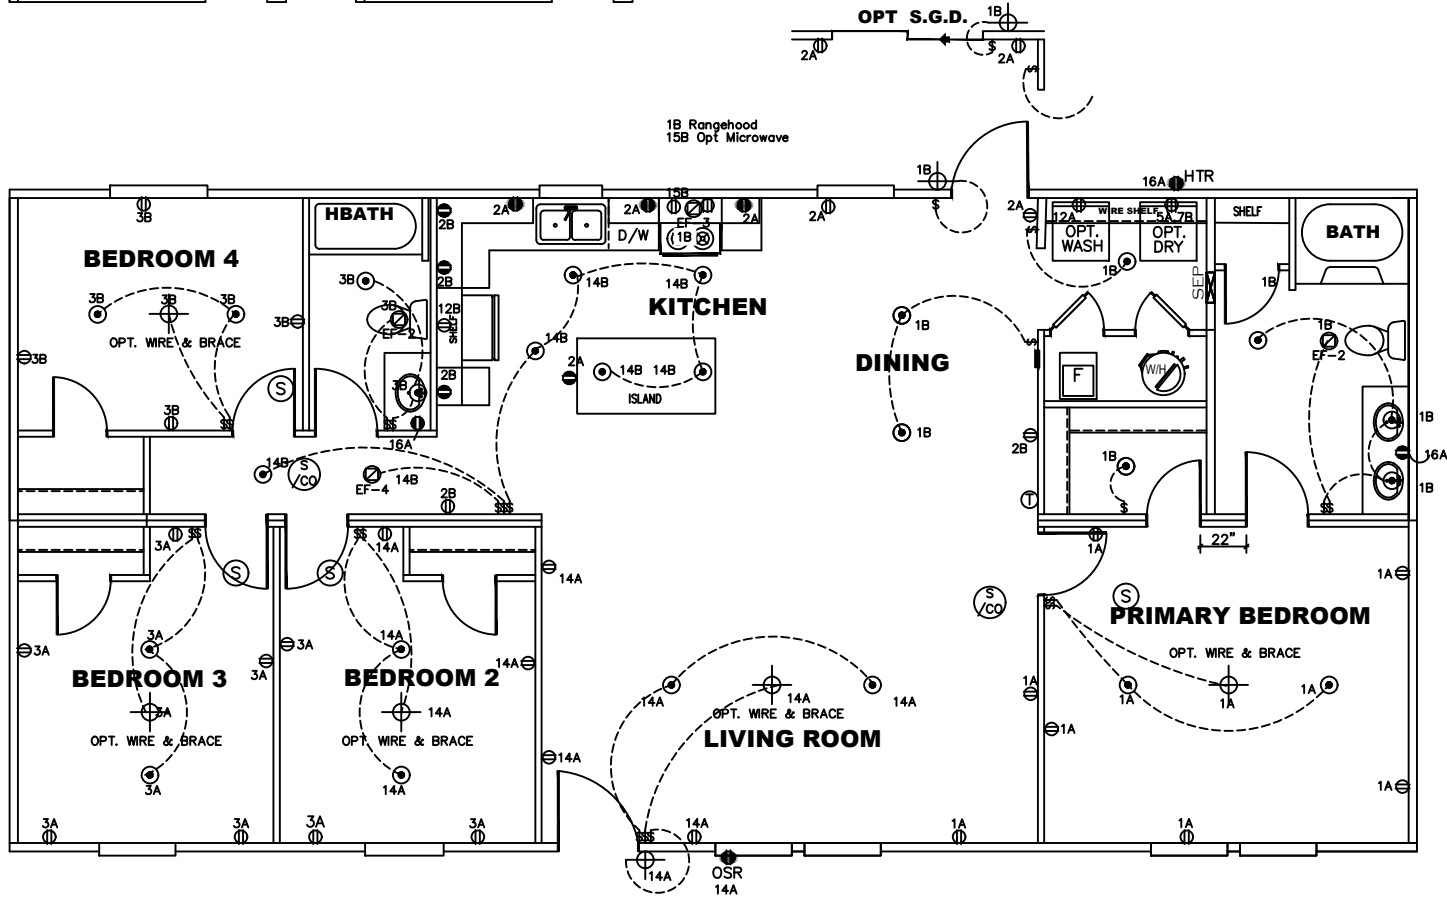 OPT S.G.D.
1B
$
2A
2A
$
1B Rangehood
15B Opt Microwave
1B
16A
HTR
3B
HBATH
2A
2A
15B
2A
2A
$
2A
12A
WIRE SHELF
5A,7B
SHELF
2B
D/W
EF-3
1B
$
OPT.
WASH
OPT.
DRY
BATH
BEDROOM 4
3B
2B
14B
14B
1B
SEP
1B
3B
3B
3B
3B
3B
EF-2
12B
SHELF
KITCHEN
1B
1B
EF-2
OPT. WIRE & BRACE
14B
$
3B
2A
DINING
3B
2B
14B
14B
F
W/H
ISLAND
3B
S
$$
$$
16A
1B
2B
1B
16A
14B
S
/CO
EF-4
14B
1B
1B
2B
$$$
T
$
$$
3A
$$
$$
14A
1A
22"
S
S
14A
1A
S
/CO
$$
S
PRIMARY BEDROOM
3A
3A
3A
14A
14A
OPT. WIRE & BRACE
3A
BEDROOM 3
BEDROOM 2
14A
14A
14A
1A
1A
1A
1A
3A
14A
OPT. WIRE & BRACE
OPT. WIRE & BRACE
OPT. WIRE & BRACE
LIVING ROOM
1A
14A
3A
14A
1A
3A
3A
3A
3A
$$$
14A
1A
1A
14A
OSR
14A